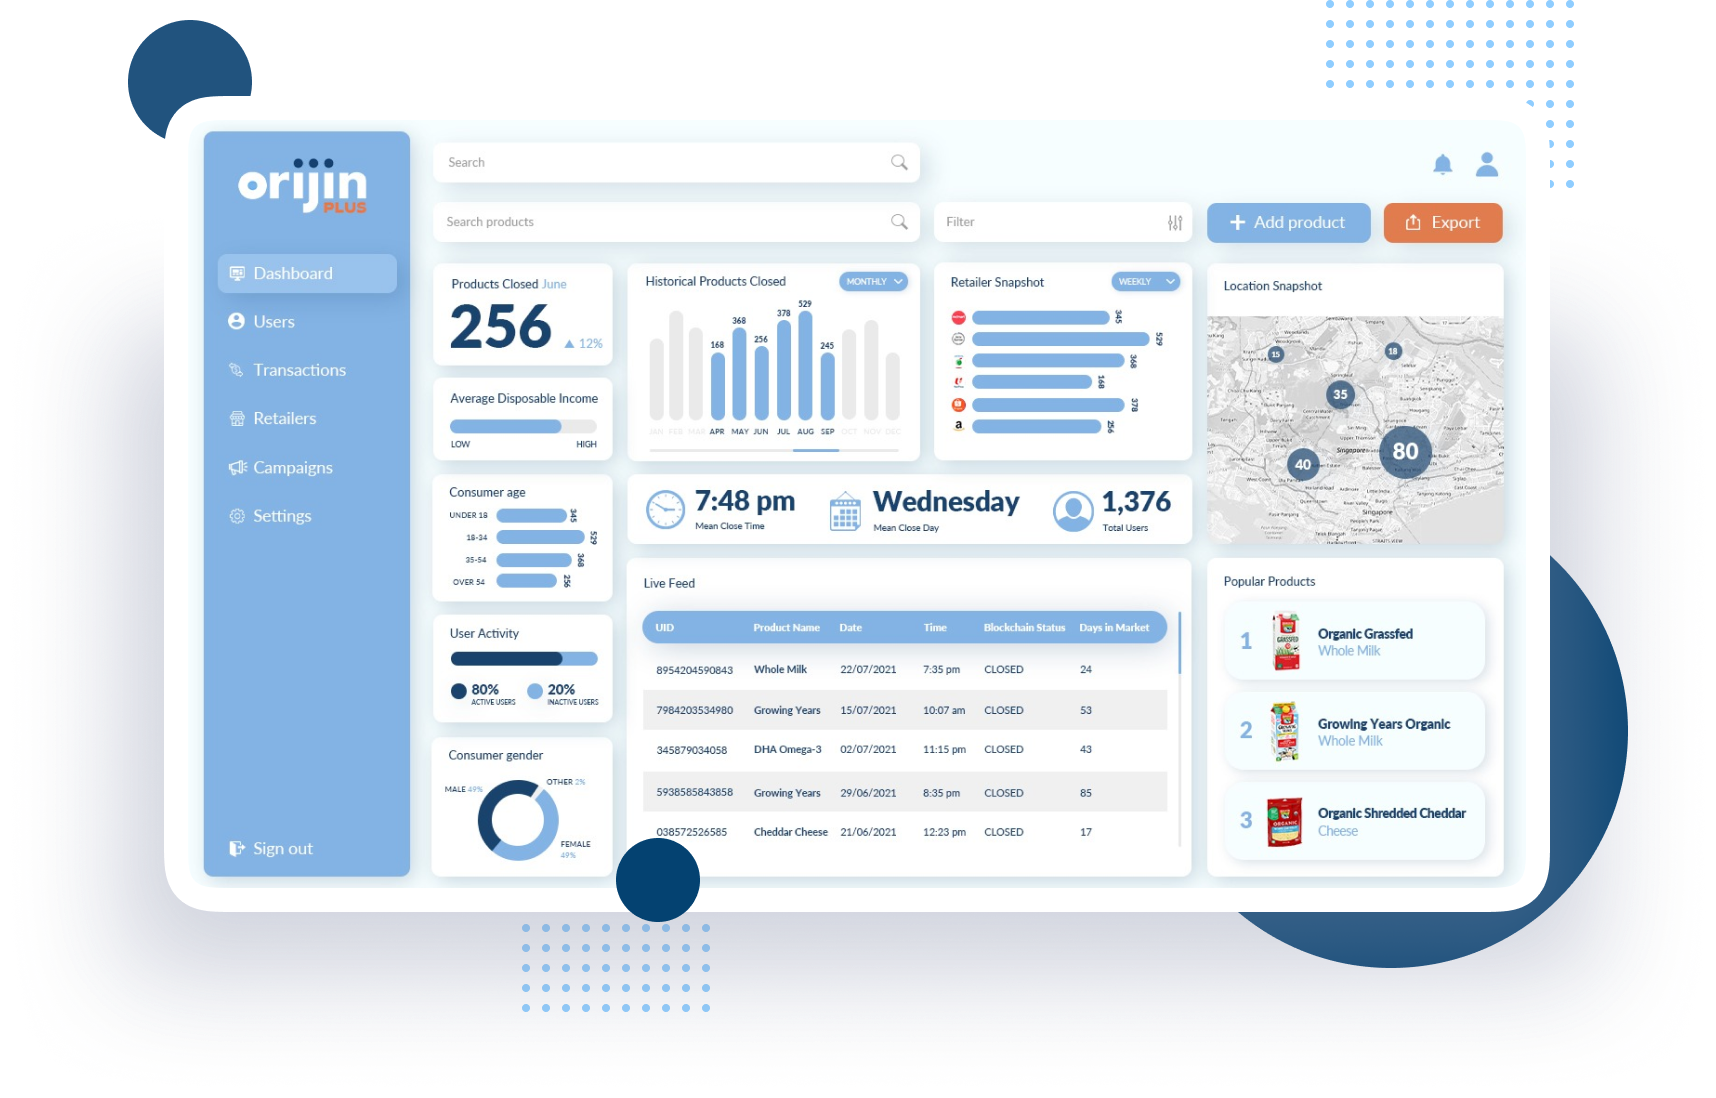 orijin
PLUS
Dashboard
Users
Transactions
Retailers
Campaigns
Settings
Sign out
Search
Search products
Filter
Add product
Export
Products Closed June
256
12%
Average Disposable Income
LOW HIGH
Consumer age
UNDER 18 345
18-34 529
35-54 368
OVER 54 256
User Activity
80%
ACTIVE USERS
20%
INACTIVE USERS
Consumer gender
MALE 49%
OTHER 2%
FEMALE
49%
Historical Products Closed
MONTHLY
168 368 256 378 529 245
JAN FEB MAR APR MAY JUN JUL AUG SEP OCT NOV DEC
Retailer Snapshot
WEEKLY
345
529
368
168
378
a 256
7:48 pm
Mean Close Time
Wednesday
Mean Close Day
1,376
Total Users
Live Feed
UID Product Name Date Time Blockchain Status Days in Market
8954204590843 Whole Milk 22/07/2021 7:35 pm CLOSED 24
7984203534980 Growing Years 15/07/2021 10:07 am CLOSED 53
345879034058 DHA Omega-3 02/07/2021 11:15 pm CLOSED 43
5938585843858 Growing Years 29/06/2021 8:35 pm CLOSED 85
038572526585 Cheddar Cheese 21/06/2021 12:23 pm CLOSED 17
Location Snapshot
15
18
35
80
40
Singapore
Singapore
Popular Products
1
GRASSFED
Organic Grassfed
Whole Milk
2
Growing Years Organic
Whole Milk
3
ORGANIC
Organic Shredded Cheddar
Cheese